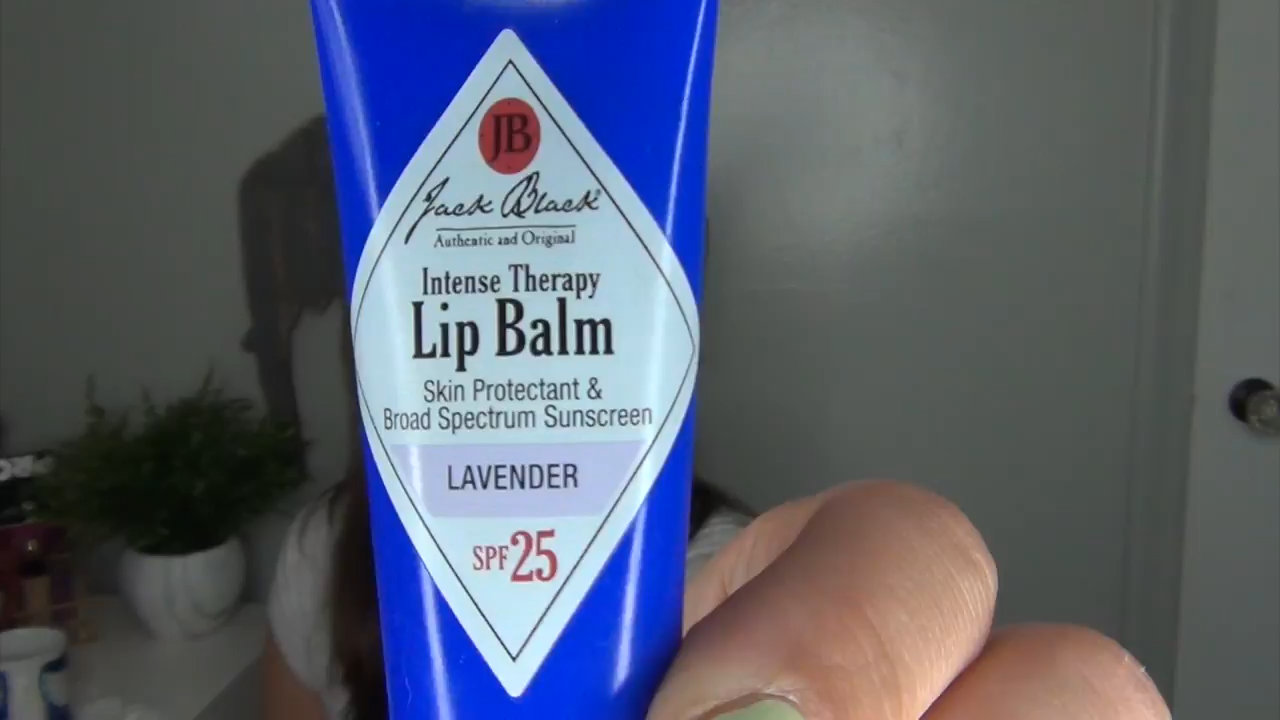 JB
Jack Black®
Authentic and Original
Intense Therapy
Lip Balm
Skin Protectant &
Broad Spectrum Sunscreen
LAVENDER
SPF 25